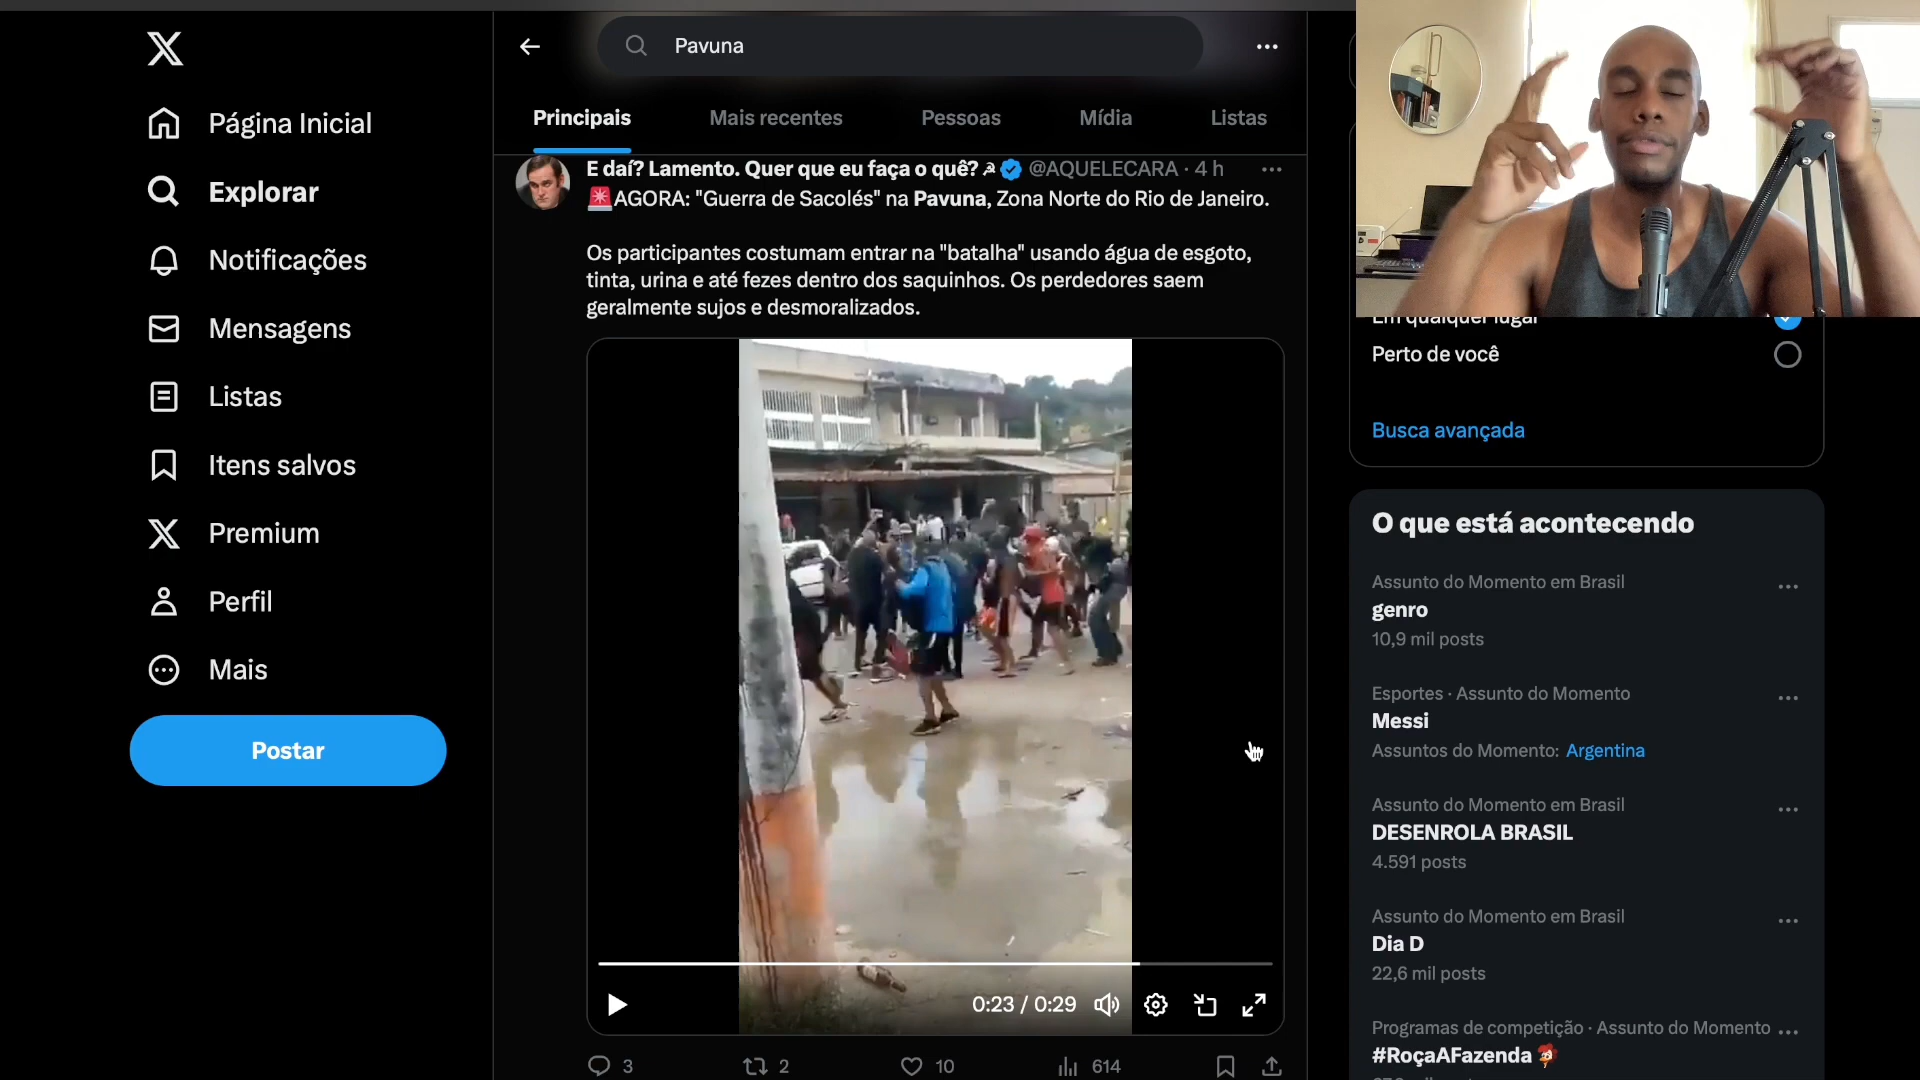 Pavuna
Página Inicial
Explorar
Notificações
Mensagens
Listas
Itens salvos
Premium
Perfil
Mais
Postar
Principais
Mais recentes
Pessoas
Mídia
Listas
E daí? Lamento. Quer que eu faça o quê? ☭ @AQUELECARA · 4 h
🚨AGORA: "Guerra de Sacolés" na Pavuna, Zona Norte do Rio de Janeiro.
Os participantes costumam entrar na "batalha" usando água de esgoto,
tinta, urina e até fezes dentro dos saquinhos. Os perdedores saem
geralmente sujos e desmoralizados.
0:23 / 0:29
3
2
10
614
Em qualquer lugar
Perto de você
Busca avançada
O que está acontecendo
Assunto do Momento em Brasil
genro
10,9 mil posts
Esportes · Assunto do Momento
Messi
Assuntos do Momento: Argentina
Assunto do Momento em Brasil
DESENROLA BRASIL
4.591 posts
Assunto do Momento em Brasil
Dia D
22,6 mil posts
Programas de competição · Assunto do Momento
#RoçaAFazenda